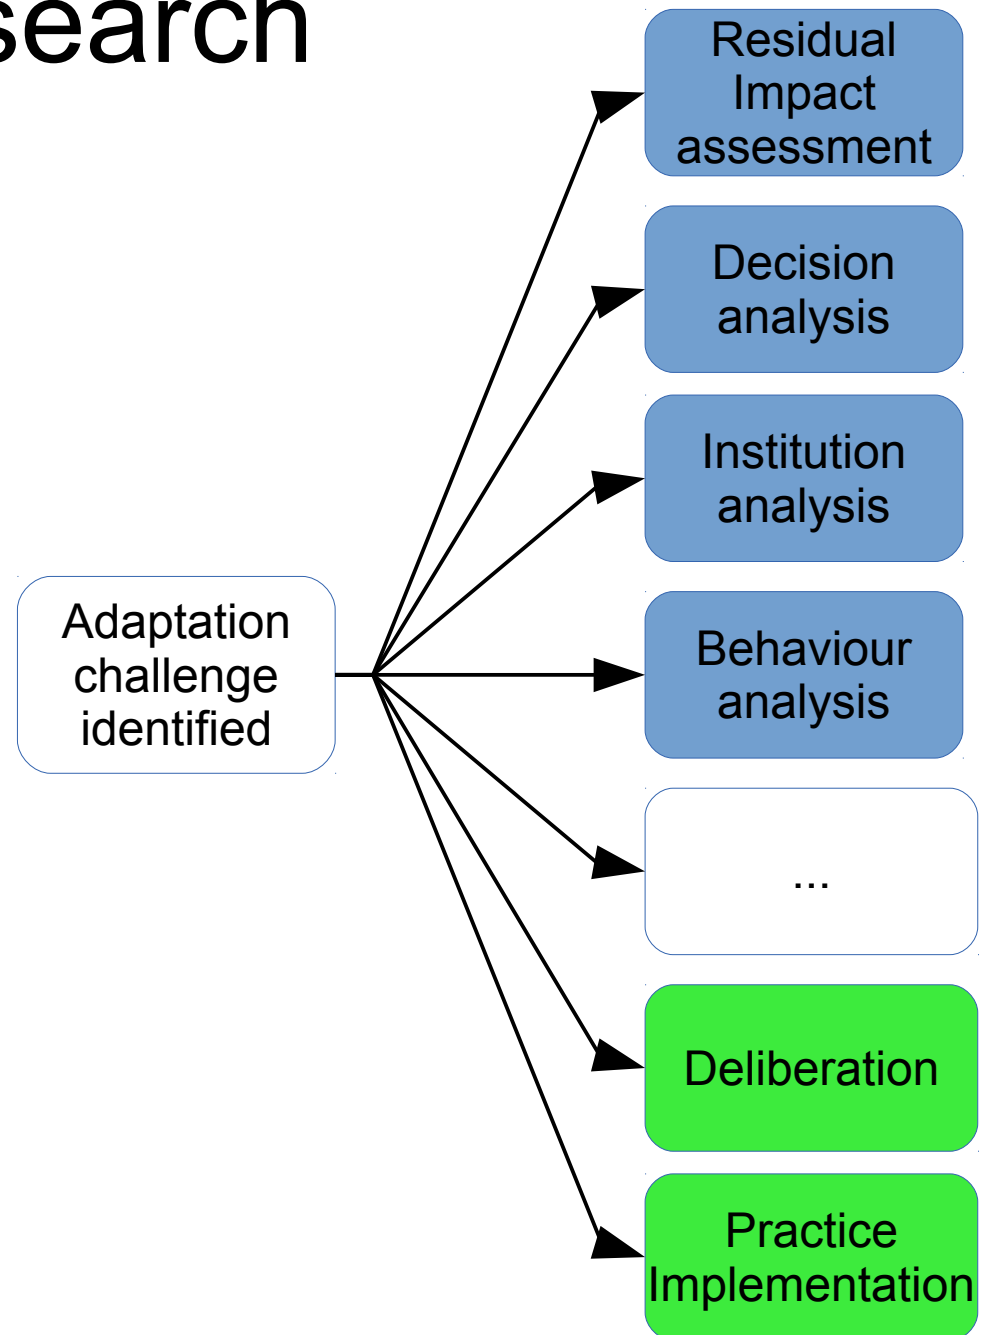 search
Residual
Impact
assessment
Decision
analysis
Institution
analysis
Adaptation
challenge
identified
Behaviour
analysis
...
Deliberation
Practice
Implementation